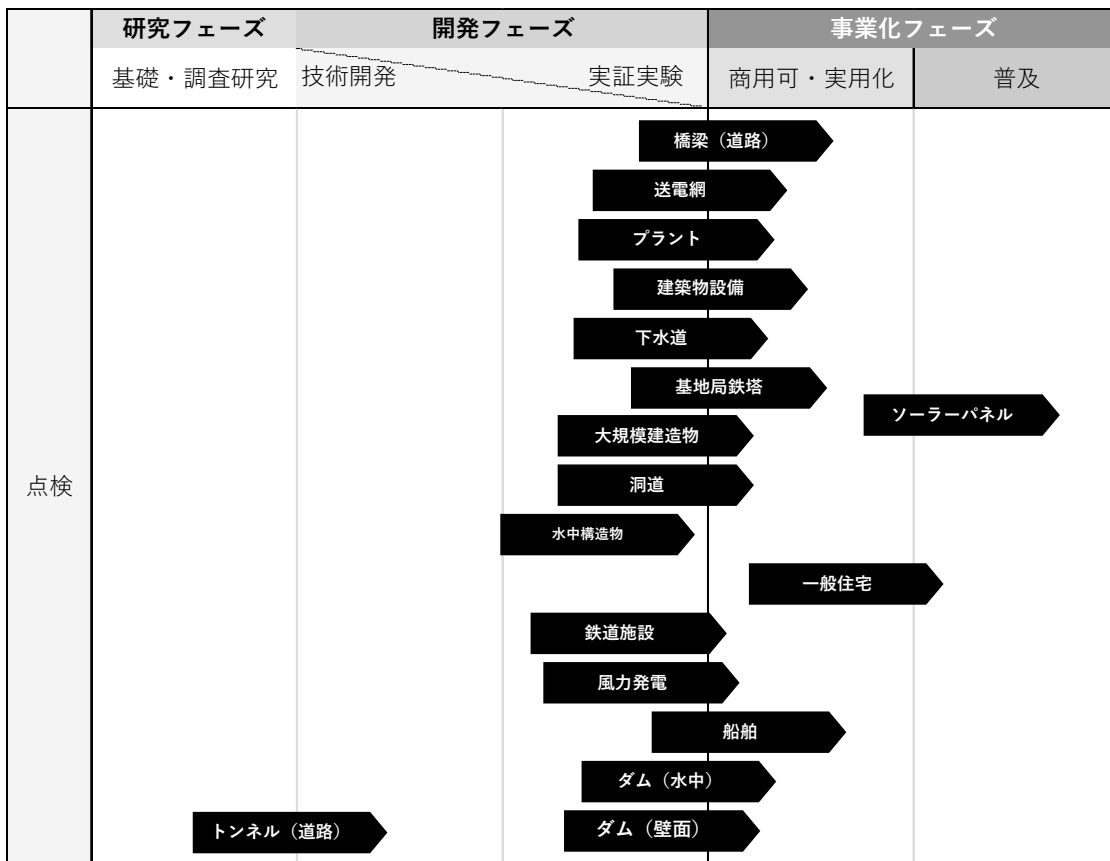 研究フェーズ
開発フェーズ
事業化フェーズ
基礎・調査研究
技術開発
実証実験
商用可・実用化
普及
点検
橋梁（道路）
送電網
プラント
建築物設備
下水道
基地局鉄塔
ソーラーパネル
大規模建造物
洞道
水中構造物
一般住宅
鉄道施設
風力発電
船舶
ダム（水中）
トンネル（道路）
ダム（壁面）